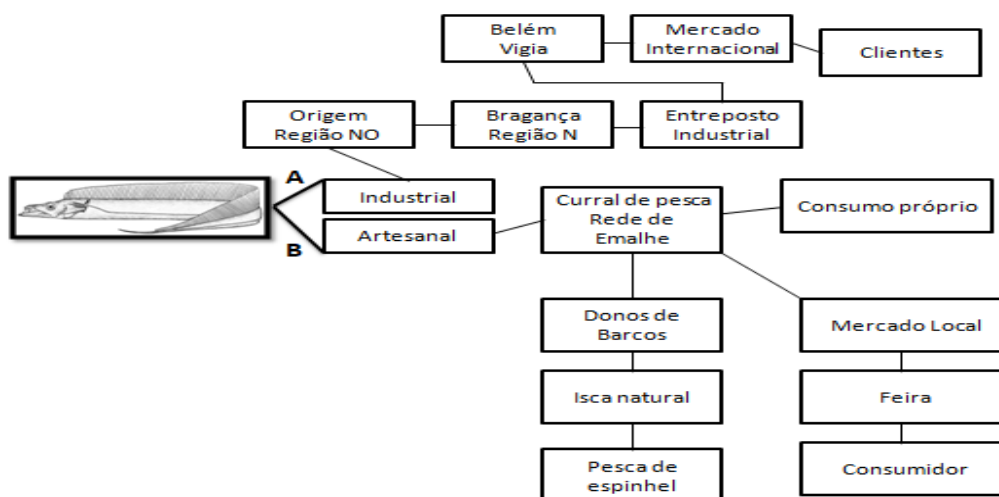 Belém
Vigia
Mercado
Internacional
Clientes
Origem
Região NO
Bragança
Região N
Entreposto
Industrial
A
Industrial
B
Artesanal
Curral de pesca
Rede de
Emalhe
Consumo próprio
Donos de
Barcos
Mercado Local
Isca natural
Feira
Pesca de
espinhel
Consumidor